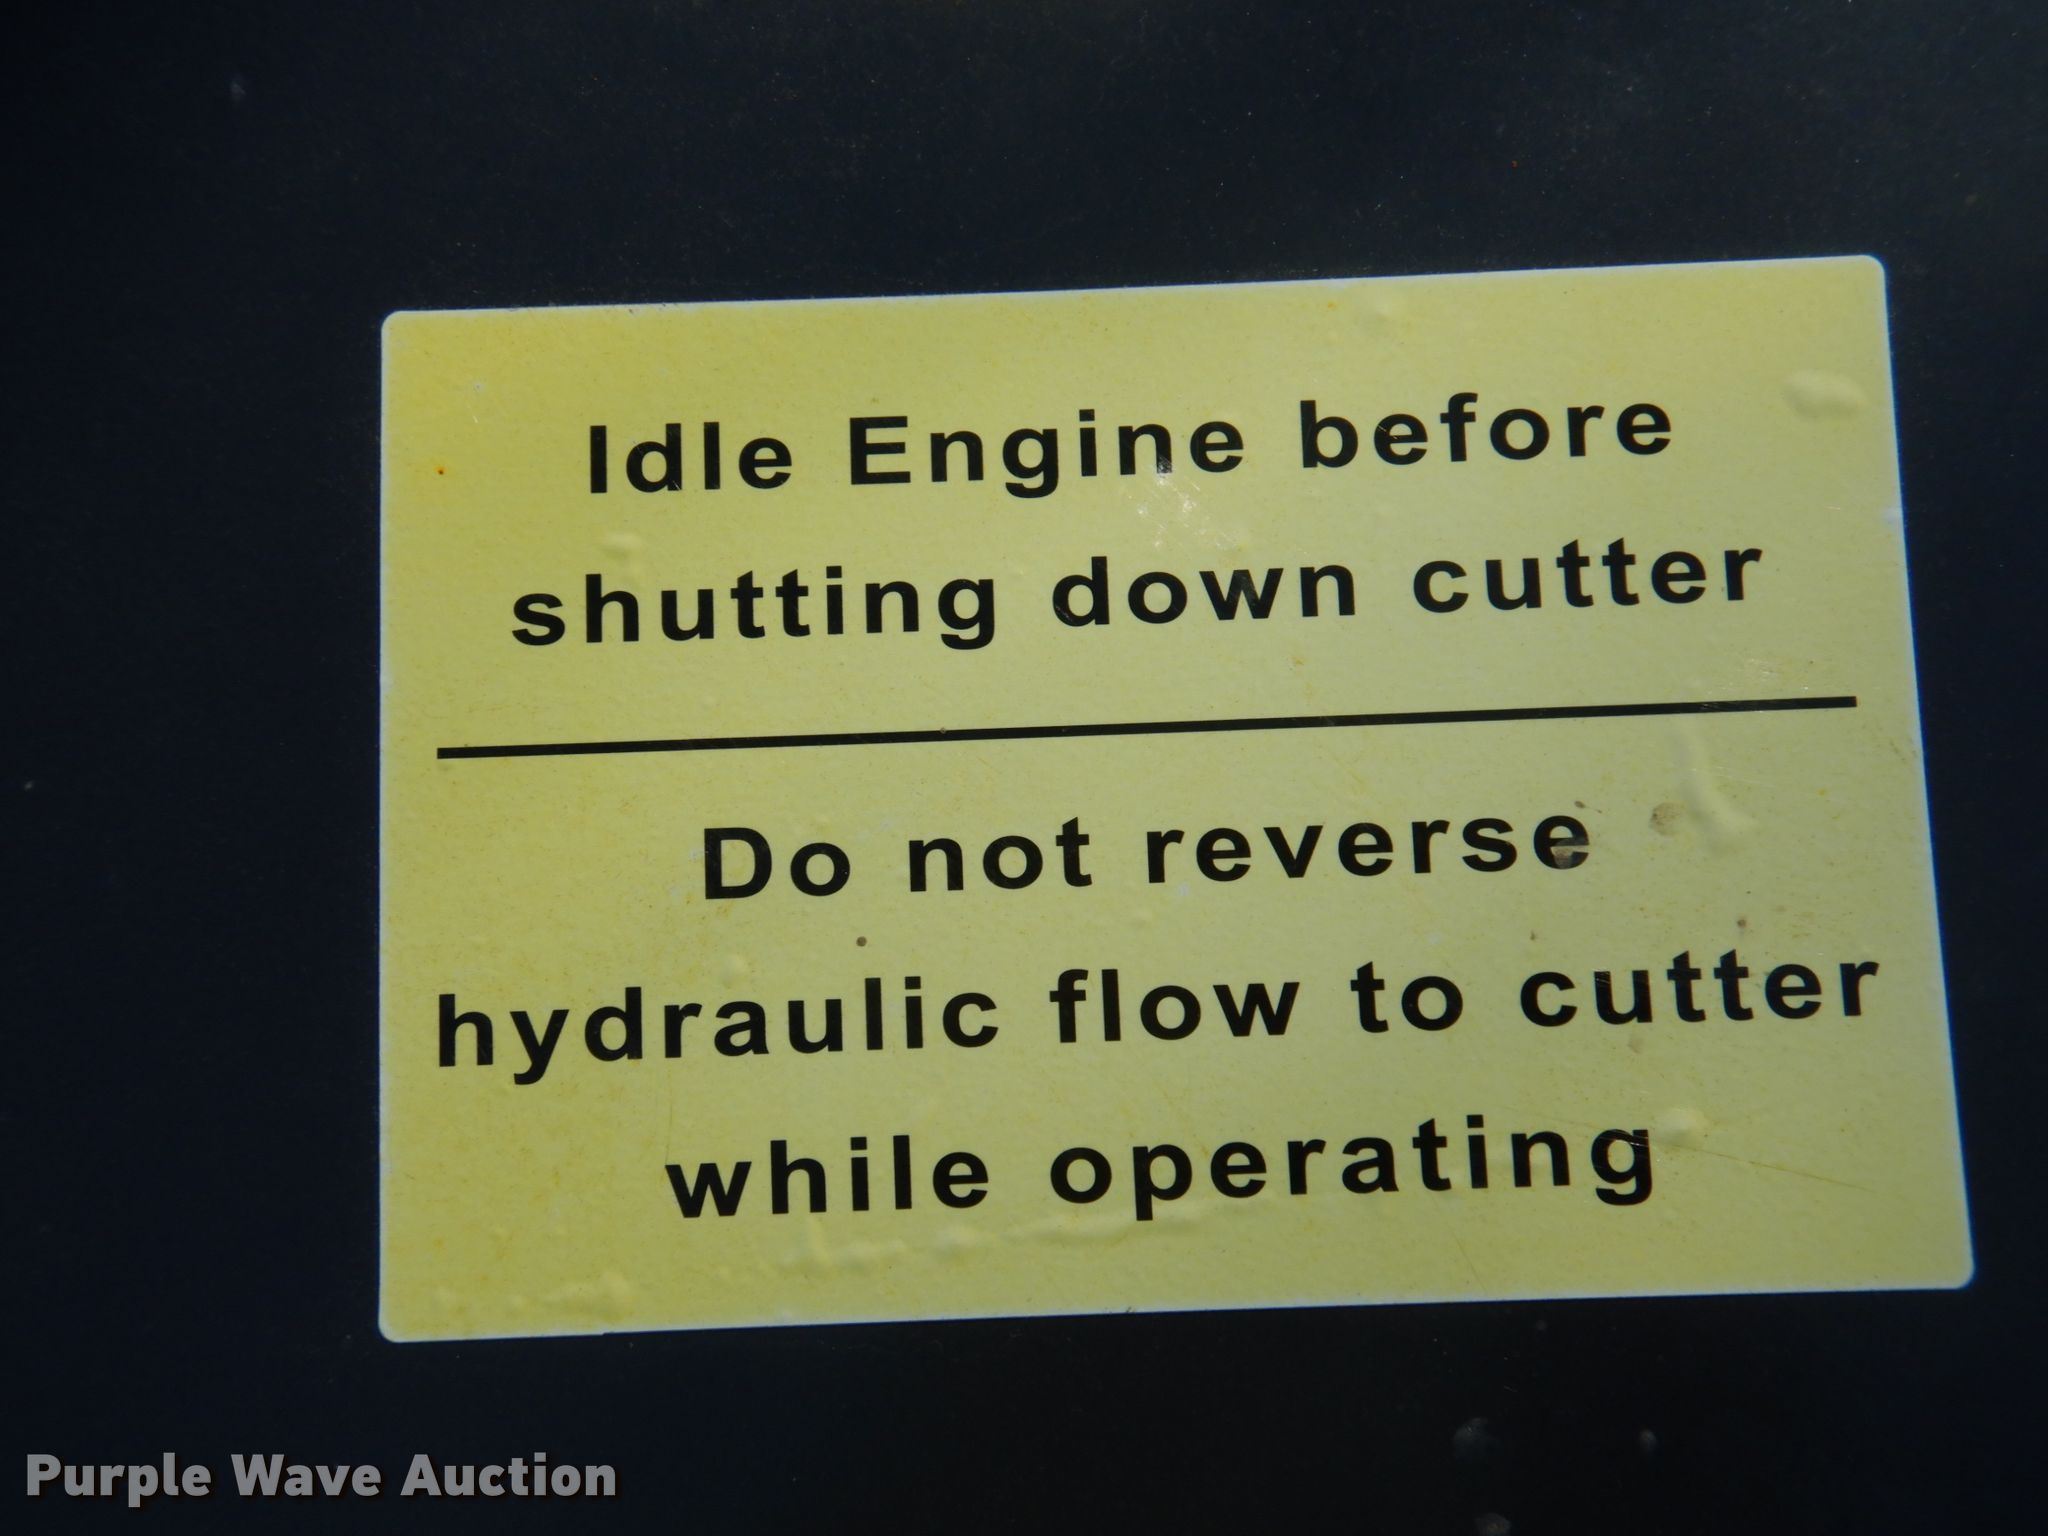 Idle Engine before
shutting down cutter
Do not reverse
hydraulic flow to cutter
while operating
Purple Wave Auction